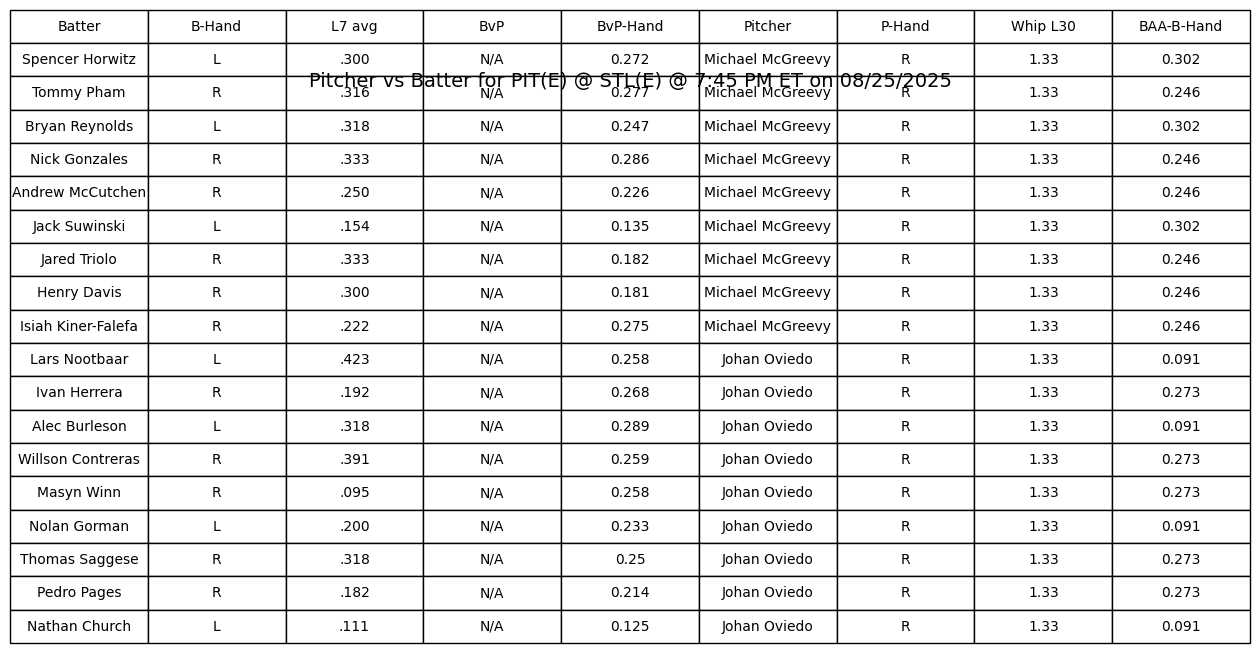 Batter B-Hand L7 avg BvP BvP-Hand Pitcher P-Hand Whip L30 BAA-B-Hand
Spencer Horwitz L .300 N/A 0.272 Michael McGreevy R 1.33 0.302
Pitcher vs Batter for PIT(E) @ STL(E) @ 7:45 PM ET on 08/25/2025
Tommy Pham R .316 N/A 0.277 Michael McGreevy R 1.33 0.246
Bryan Reynolds L .318 N/A 0.247 Michael McGreevy R 1.33 0.302
Nick Gonzales R .333 N/A 0.286 Michael McGreevy R 1.33 0.246
Andrew McCutchen R .250 N/A 0.226 Michael McGreevy R 1.33 0.246
Jack Suwinski L .154 N/A 0.135 Michael McGreevy R 1.33 0.302
Jared Triolo R .333 N/A 0.182 Michael McGreevy R 1.33 0.246
Henry Davis R .300 N/A 0.181 Michael McGreevy R 1.33 0.246
Isiah Kiner-Falefa R .222 N/A 0.275 Michael McGreevy R 1.33 0.246
Lars Nootbaar L .423 N/A 0.258 Johan Oviedo R 1.33 0.091
Ivan Herrera R .192 N/A 0.268 Johan Oviedo R 1.33 0.273
Alec Burleson L .318 N/A 0.289 Johan Oviedo R 1.33 0.091
Willson Contreras R .391 N/A 0.259 Johan Oviedo R 1.33 0.273
Masyn Winn R .095 N/A 0.258 Johan Oviedo R 1.33 0.273
Nolan Gorman L .200 N/A 0.233 Johan Oviedo R 1.33 0.091
Thomas Saggese R .318 N/A 0.25 Johan Oviedo R 1.33 0.273
Pedro Pages R .182 N/A 0.214 Johan Oviedo R 1.33 0.273
Nathan Church L .111 N/A 0.125 Johan Oviedo R 1.33 0.091